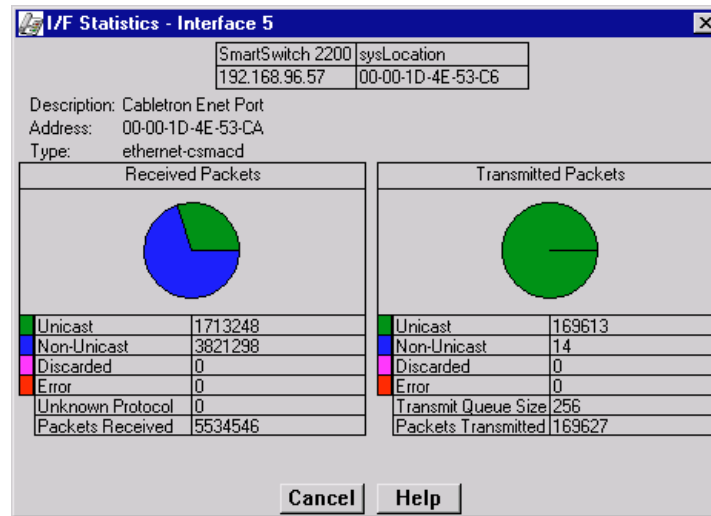 I/F Statistics - Interface 5
SmartSwitch 2200 sysLocation
192.168.96.57 00-00-1D-4E-53-C6
Description: Cabletron Enet Port
Address: 00-00-1D-4E-53-CA
Type: ethernet-csmacd
Received Packets
Unicast 1713248
Non-Unicast 3821298
Discarded 0
Error 0
Unknown Protocol 0
Packets Received 5534546
Transmitted Packets
Unicast 169613
Non-Unicast 14
Discarded 0
Error 0
Transmit Queue Size 256
Packets Transmitted 169627
Cancel Help